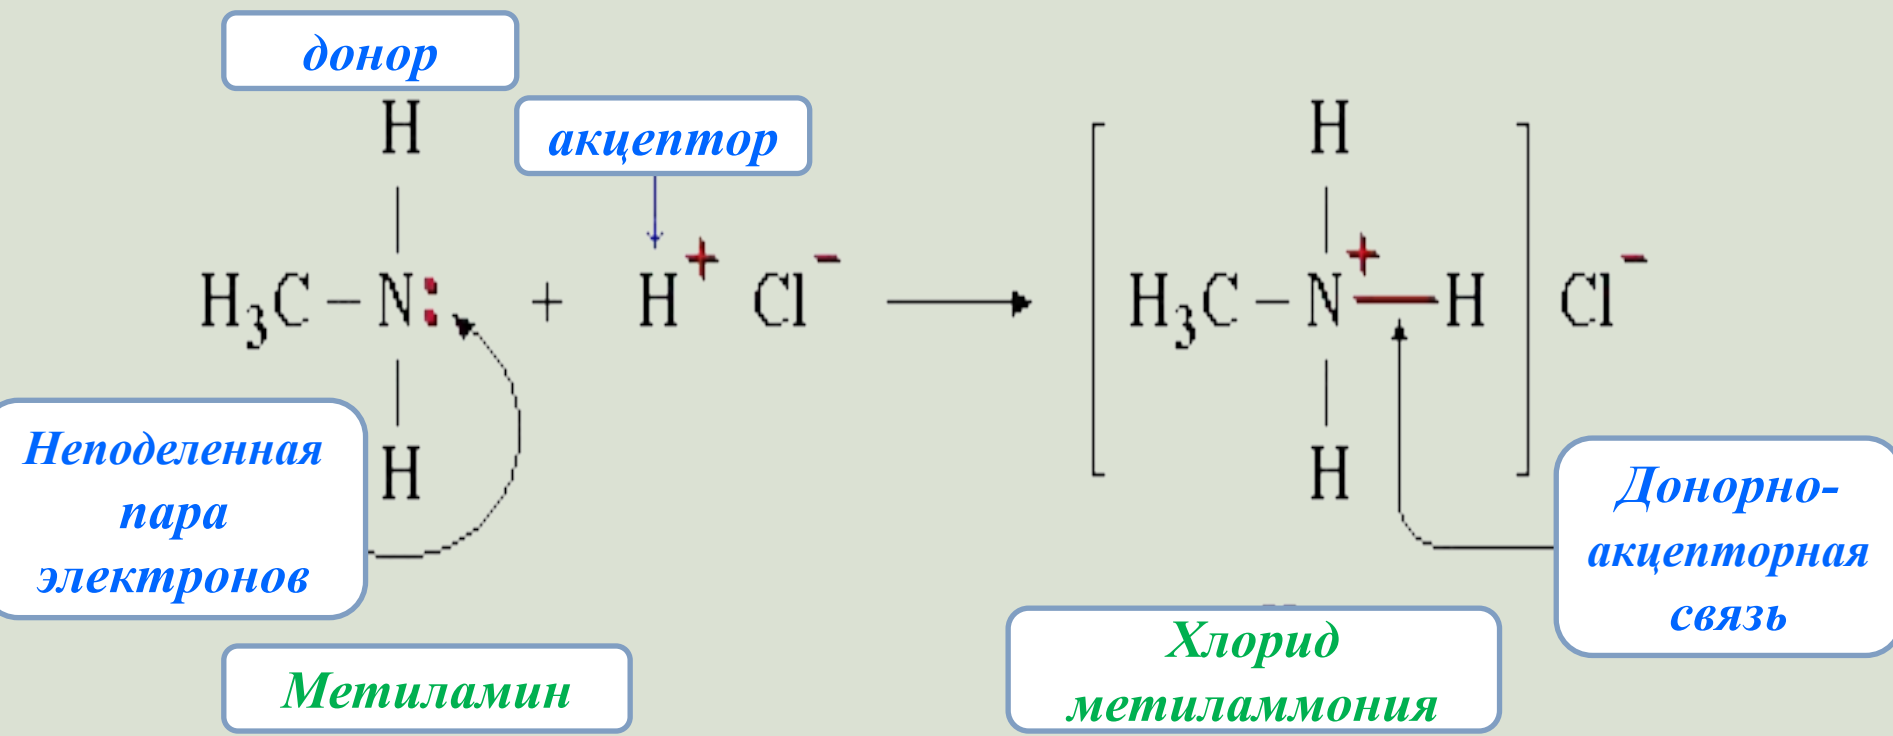 донор
акцептор
H
H
H₃C – N: + H⁺ Cl⁻ → [H₃C – N⁺ — H] Cl⁻
H
H
Неподеленная
пара
электронов
Донорно-
акцепторная
связь
Метиламин
Хлорид
метиламмония